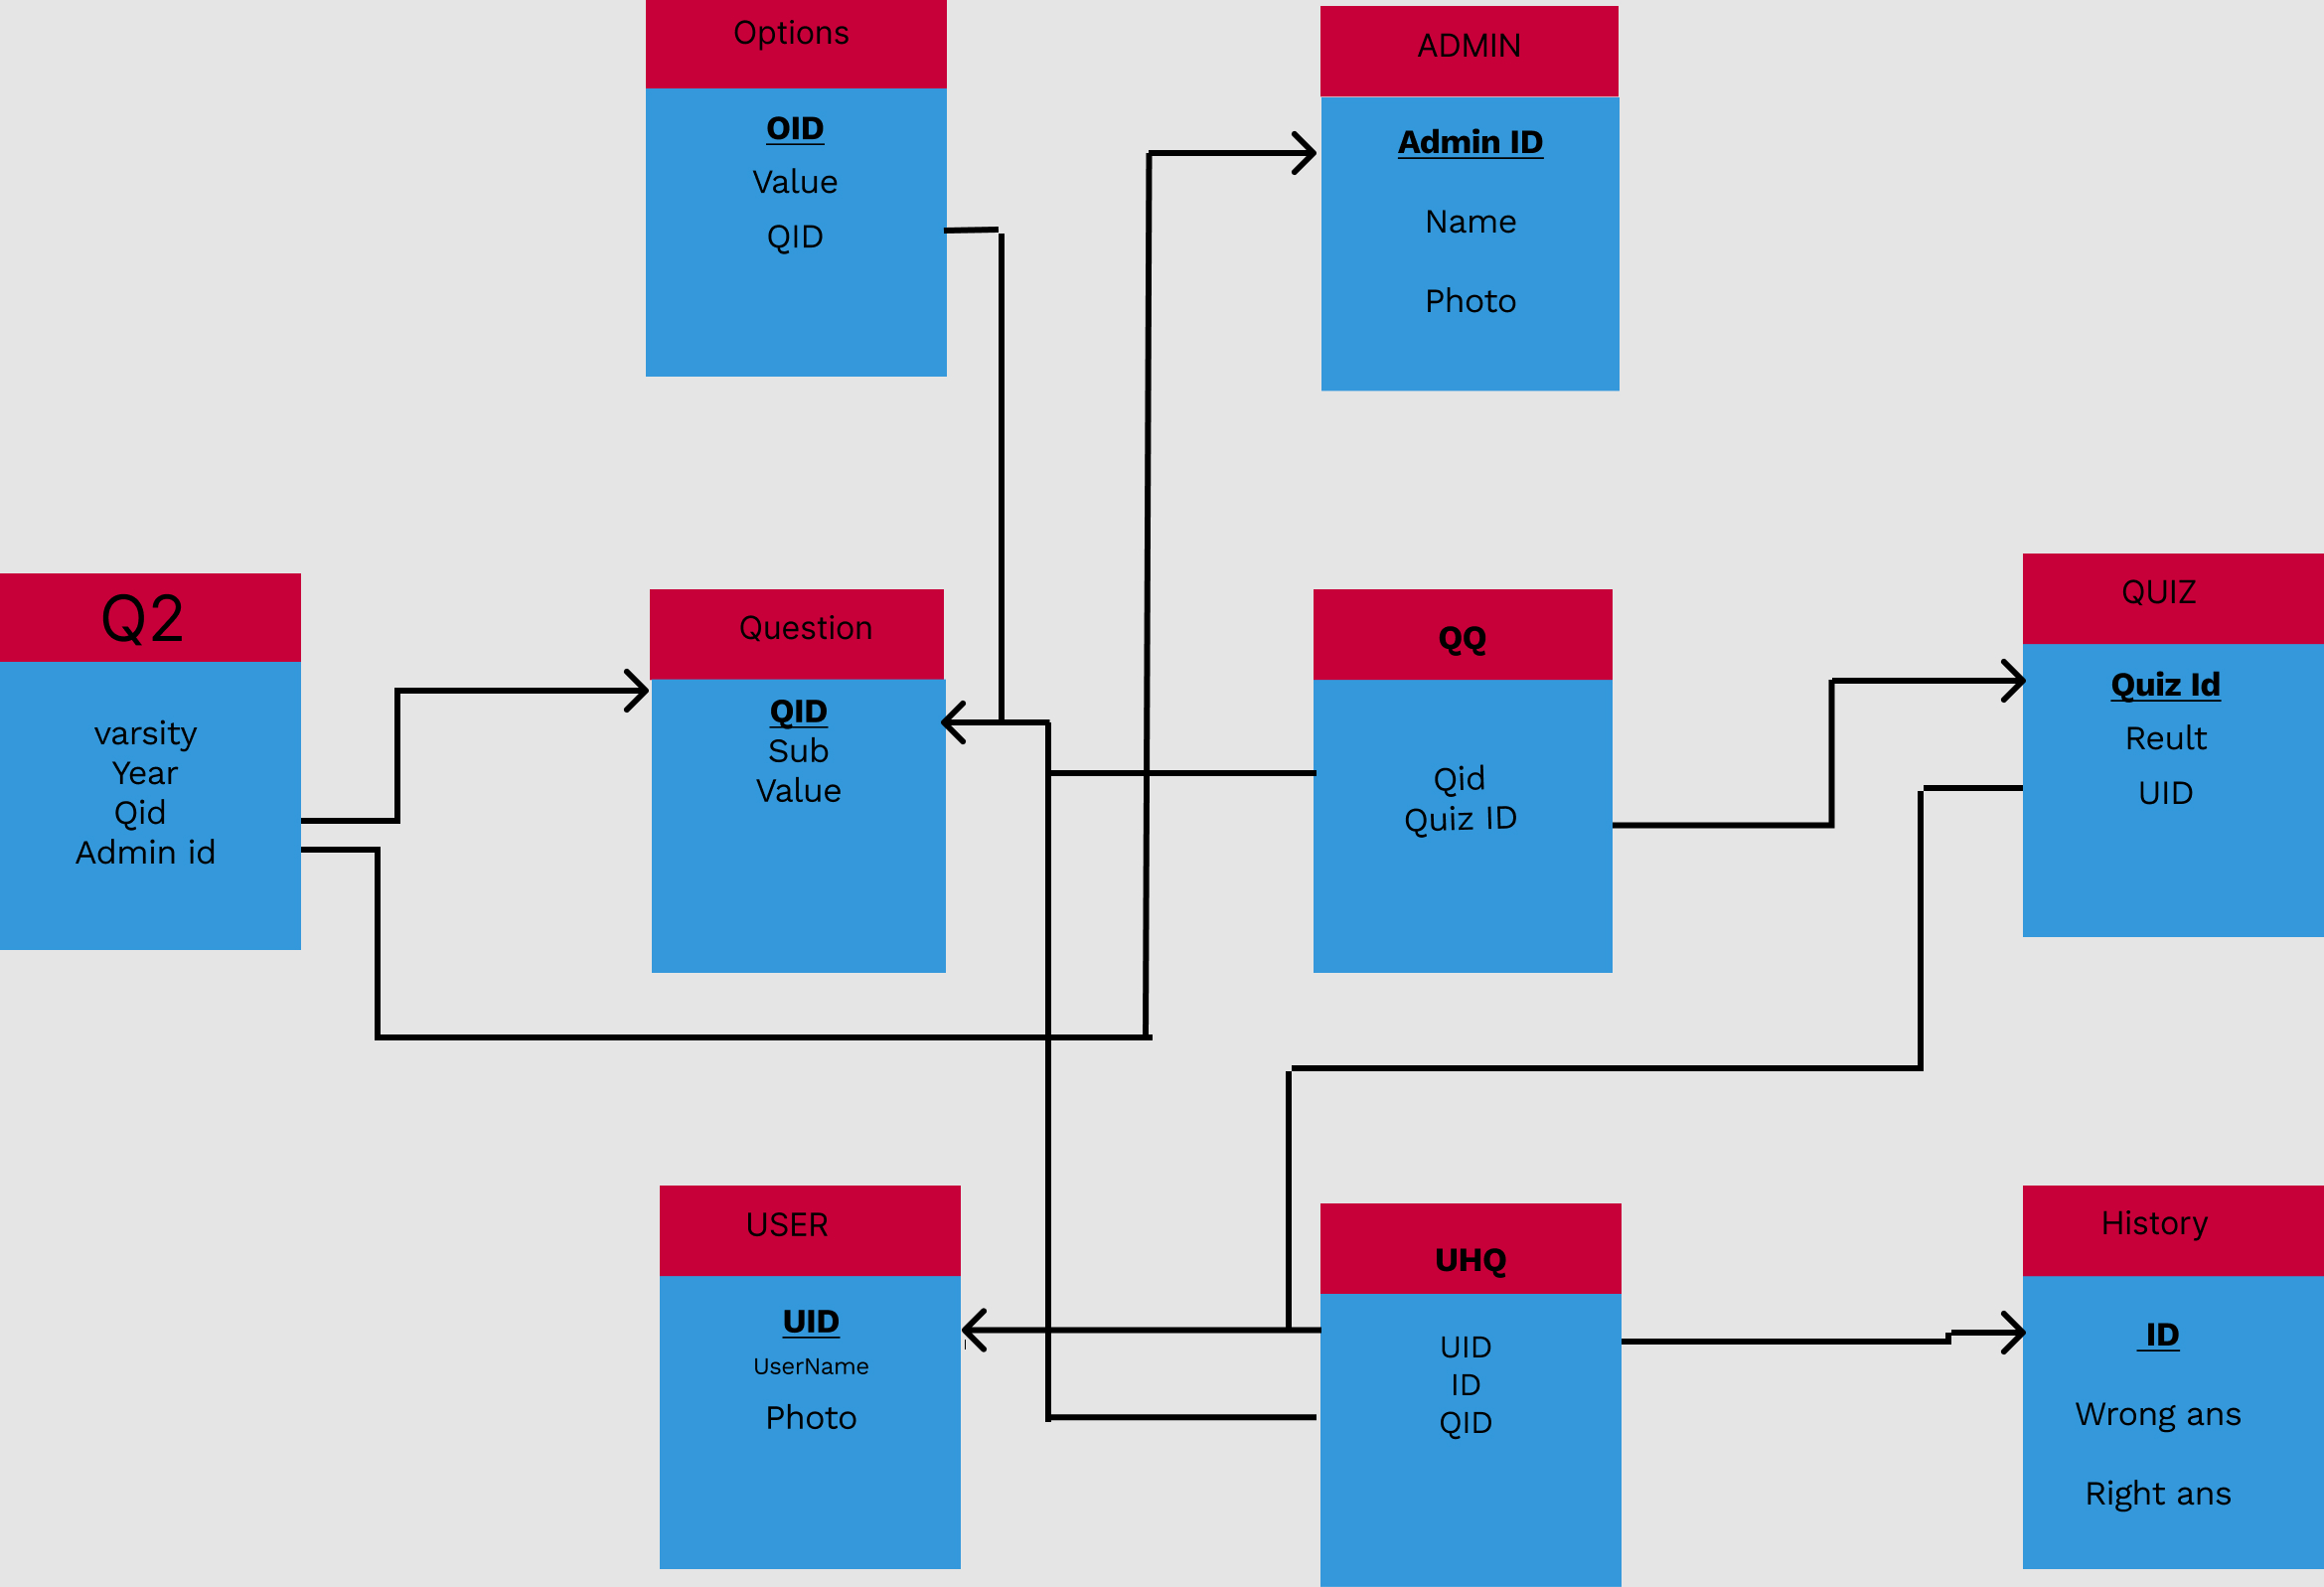 Options
OID
Value
QID
ADMIN
Admin ID
Name
Photo
Q2
varsity
Year
Qid
Admin id
Question
QID
Sub
Value
QQ
Qid
Quiz ID
QUIZ
Quiz Id
Reult
UID
USER
UID
UserName
Photo
UHQ
UID
ID
QID
History
ID
Wrong ans
Right ans